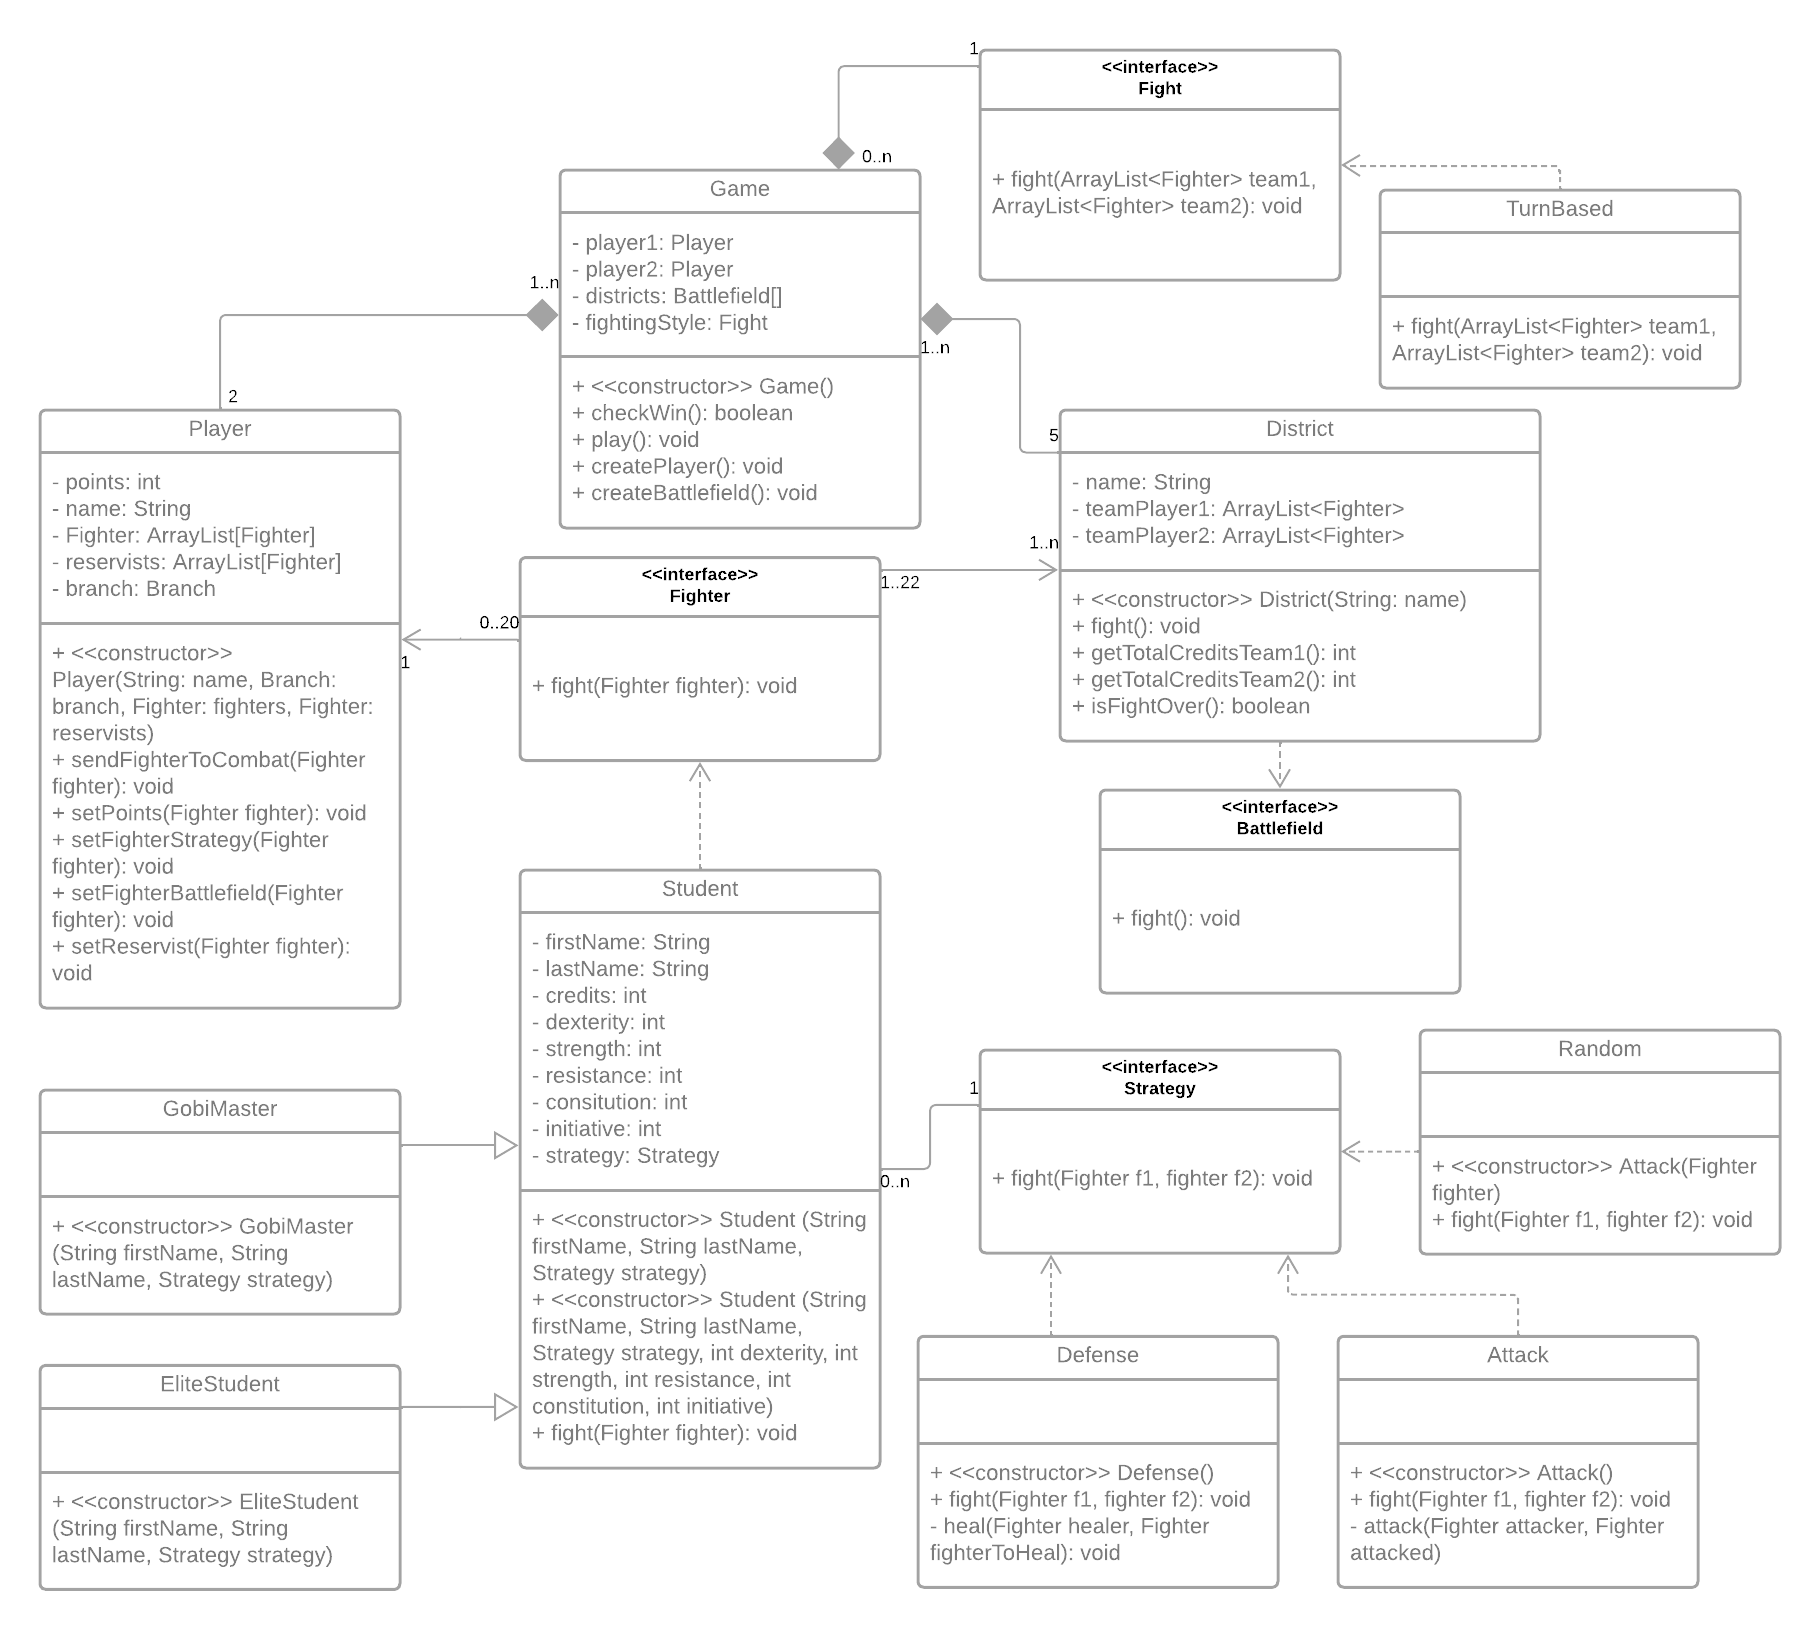 1
<<interface>>
Fight
+ fight(ArrayList<Fighter> team1,
ArrayList<Fighter> team2): void
0..n
Game
- player1: Player
- player2: Player
- districts: Battlefield[]
- fightingStyle: Fight
+ <<constructor>> Game()
+ checkWin(): boolean
+ play(): void
+ createPlayer(): void
+ createBattlefield(): void
TurnBased
+ fight(ArrayList<Fighter> team1,
ArrayList<Fighter> team2): void
1..n
1..n
2
5
Player
- points: int
- name: String
- Fighter: ArrayList[Fighter]
- reservists: ArrayList[Fighter]
- branch: Branch
+ <<constructor>>
Player(String: name, Branch:
branch, Fighter: fighters, Fighter:
reservists)
+ sendFighterToCombat(Fighter
fighter): void
+ setPoints(Fighter fighter): void
+ setFighterStrategy(Fighter
fighter): void
+ setFighterBattlefield(Fighter
fighter): void
+ setReservist(Fighter fighter):
void
District
- name: String
- teamPlayer1: ArrayList<Fighter>
- teamPlayer2: ArrayList<Fighter>
+ <<constructor>> District(String: name)
+ fight(): void
+ getTotalCreditsTeam1(): int
+ getTotalCreditsTeam2(): int
+ isFightOver(): boolean
1..n
1..22
0..20
1
<<interface>>
Fighter
+ fight(Fighter fighter): void
<<interface>>
Battlefield
+ fight(): void
Student
- firstName: String
- lastName: String
- credits: int
- dexterity: int
- strength: int
- resistance: int
- consitution: int
- initiative: int
- strategy: Strategy
+ <<constructor>> Student (String
firstName, String lastName,
Strategy strategy)
+ <<constructor>> Student (String
firstName, String lastName,
Strategy strategy, int dexterity, int
strength, int resistance, int
constitution, int initiative)
+ fight(Fighter fighter): void
1
0..n
<<interface>>
Strategy
+ fight(Fighter f1, fighter f2): void
Random
+ <<constructor>> Attack(Fighter
fighter)
+ fight(Fighter f1, fighter f2): void
GobiMaster
+ <<constructor>> GobiMaster
(String firstName, String
lastName, Strategy strategy)
EliteStudent
+ <<constructor>> EliteStudent
(String firstName, String
lastName, Strategy strategy)
Defense
+ <<constructor>> Defense()
+ fight(Fighter f1, fighter f2): void
- heal(Fighter healer, Fighter
fighterToHeal): void
Attack
+ <<constructor>> Attack()
+ fight(Fighter f1, fighter f2): void
- attack(Fighter attacker, Fighter
attacked)